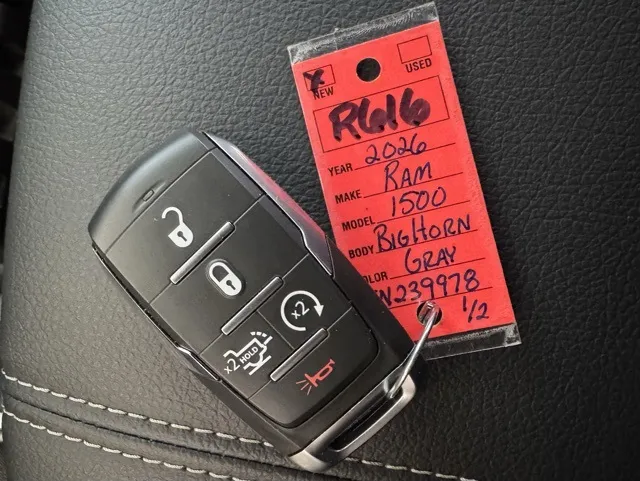 NEW
USED
R616
YEAR 2026
MAKE RAM
MODEL 1500
BODY BIGHORN
OLOR GRAY
N239978
1/2
x2
x2 HOLD